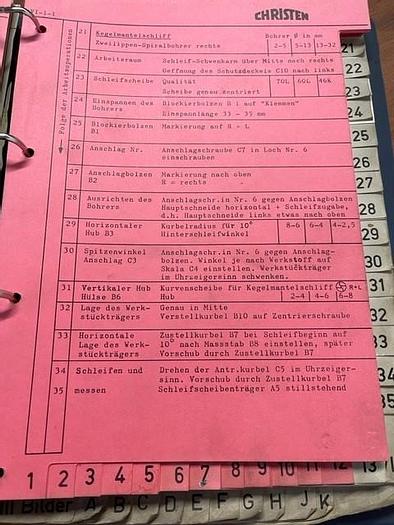 VI-1-1
CHRISTEN
Folge der Arbeitsoperationen
21 Kegelmantelschliff Bohrer Ø in mm
Zweilippen-Spiralbohrer rechts 2-5 5-13 13-32
22 Arbeitsraum Schleif-Schwenkarm über Mitte nach rechts
Oeffnung des Schutzdeckels C10 nach links
23 Schleifscheibe Qualität 70L 60L 46K
Scheibe genau zentriert
24 Einspannen des Blockierbolzen B1 auf "Klemmen"
Bohrers Einspannlänge 33 - 35 mm
25 Blockierbolzen Markierung auf R + L
B1
26 Anschlag Nr. Anschlagschraube C7 in Loch Nr. 6
einschrauben
27 Anschlagbolzen Markierung nach oben
B2 R = rechts
28 Ausrichten des Anschlagschr.in Nr. 6 gegen Anschlagbolzen
Bohrers Hauptschneide horizontal + Schleifzugabe,
d.h. Hauptschneide links etwas nach oben
29 Horizontaler Kurbelradius für 10° 8-6 6-4 4-2,5
Hub B3 Hinterschleifwinkel
30 Spitzenwinkel Anschlagschr.in Nr. 6 gegen Anschlag-
Anschlag C3 bolzen. Winkel je nach Werkstoff auf
Skala C4 einstellen. Werkstückträger
im Uhrzeigersinn schwenken.
31 Vertikaler Hub Kurvenscheibe für Kegelmantelschliff R+L
Hülse B6 Hub 2-4 4-6 6-8
32 Lage des Werk- Genau in Mitte
stückträgers Verstellkurbel B10 auf Zentrierschraube
33 Horizontale Zustellkurbel B7 bei Schleifbeginn auf
Lage des Werk- 10° nach Massstab B8 einstellen, später
stückträgers Vorschub durch Zustellkurbel B7
34 Schleifen und Drehen der Antr.kurbel C5 im Uhrzeiger-
35 messen sinn. Vorschub durch Zustellkurbel B7
Schleifscheibenträger A5 stillstehend
21
22
23
24
25
26
27
28
29
30
31
32
33
34
35
1 2 3 4 5 6 7 8 9 10 11 12 13
Bilder A B C D E F G H J K